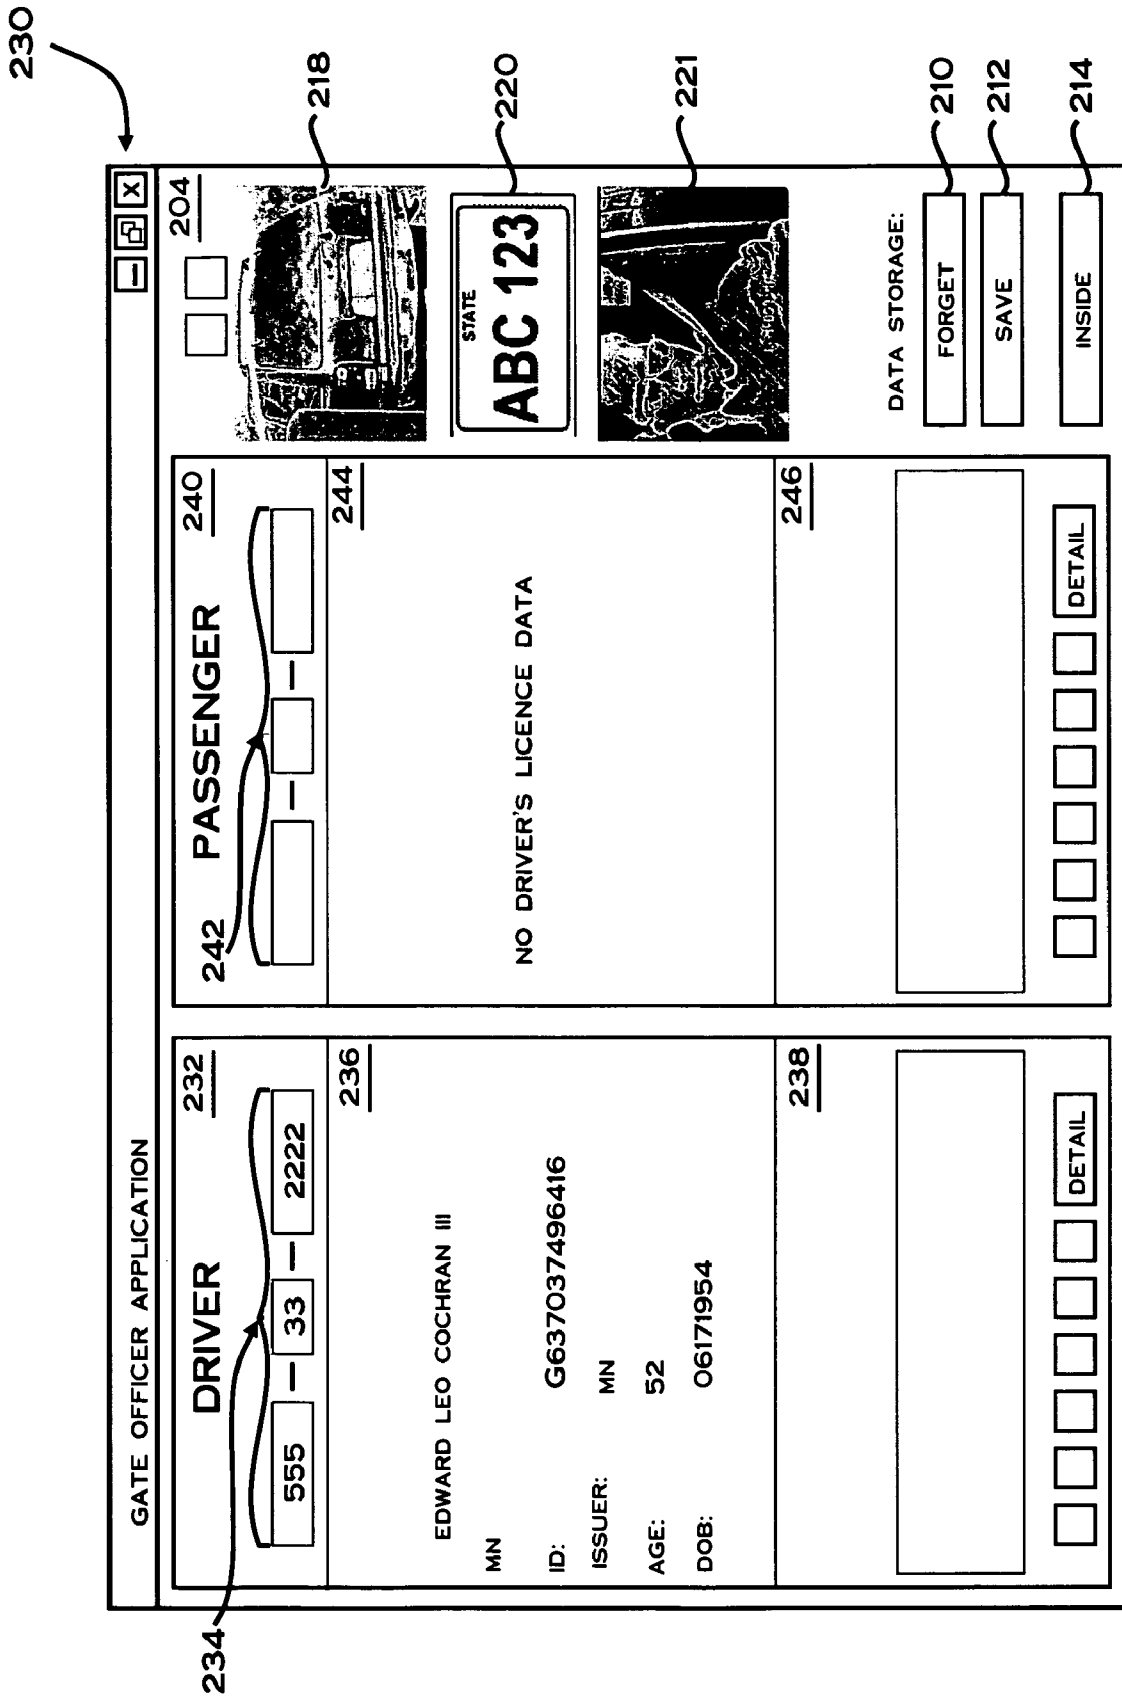 230
GATE OFFICER APPLICATION
DRIVER
232
234
555 — 33 — 2222
236
EDWARD LEO COCHRAN III
MN
ID: G637037496416
ISSUER: MN
AGE: 52
DOB: 06171954
238
DETAIL
242
PASSENGER
240
— —
244
NO DRIVER'S LICENCE DATA
246
DETAIL
204
218
STATE
ABC 123
220
221
DATA STORAGE:
FORGET
210
SAVE
212
INSIDE
214
X